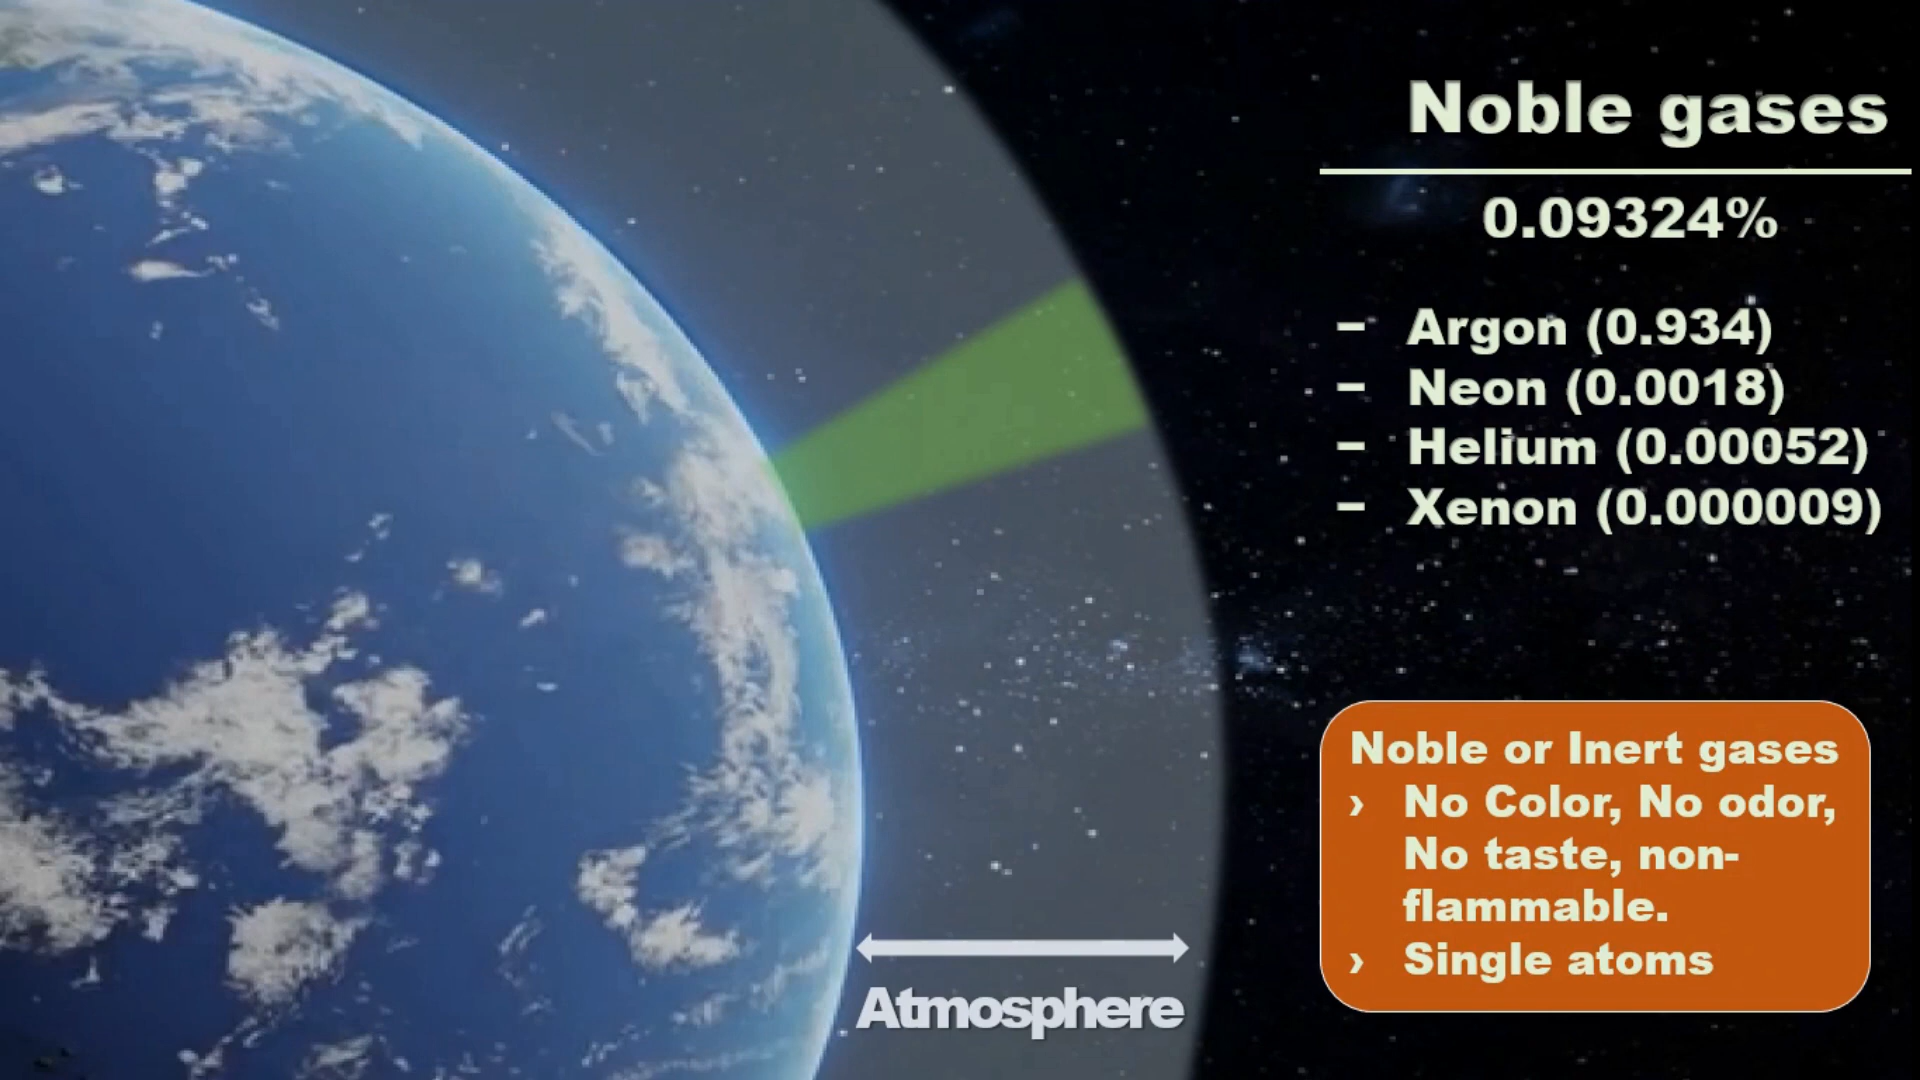 Noble gases
0.09324%
− Argon (0.934)
− Neon (0.0018)
− Helium (0.00052)
− Xenon (0.000009)
Noble or Inert gases
› No Color, No odor,
No taste, non-
flammable.
› Single atoms
Atmosphere